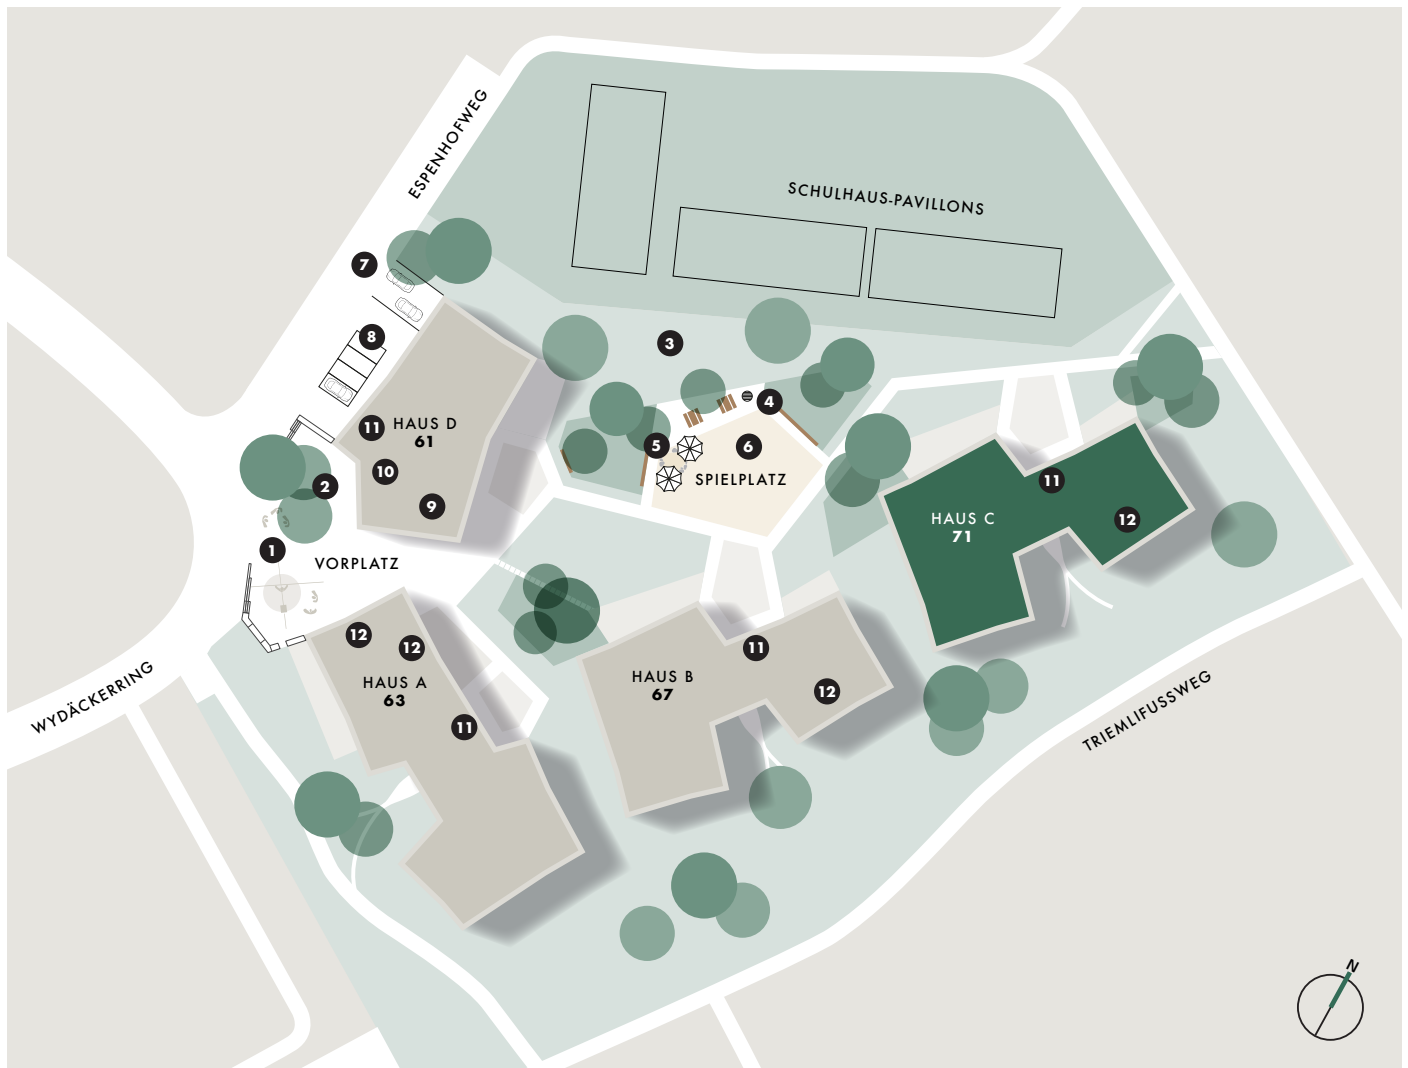 ESPENHOFWEG
SCHULHAUS-PAVILLONS
7
8
3
4
11
HAUS D
61
5
6
SPIELPLATZ
10
2
9
11
HAUS C
71
12
1
VORPLATZ
12
12
HAUS A
63
11
HAUS B
67
11
12
WYDÄCKERRING
TRIEMLIFUSSWEG
N